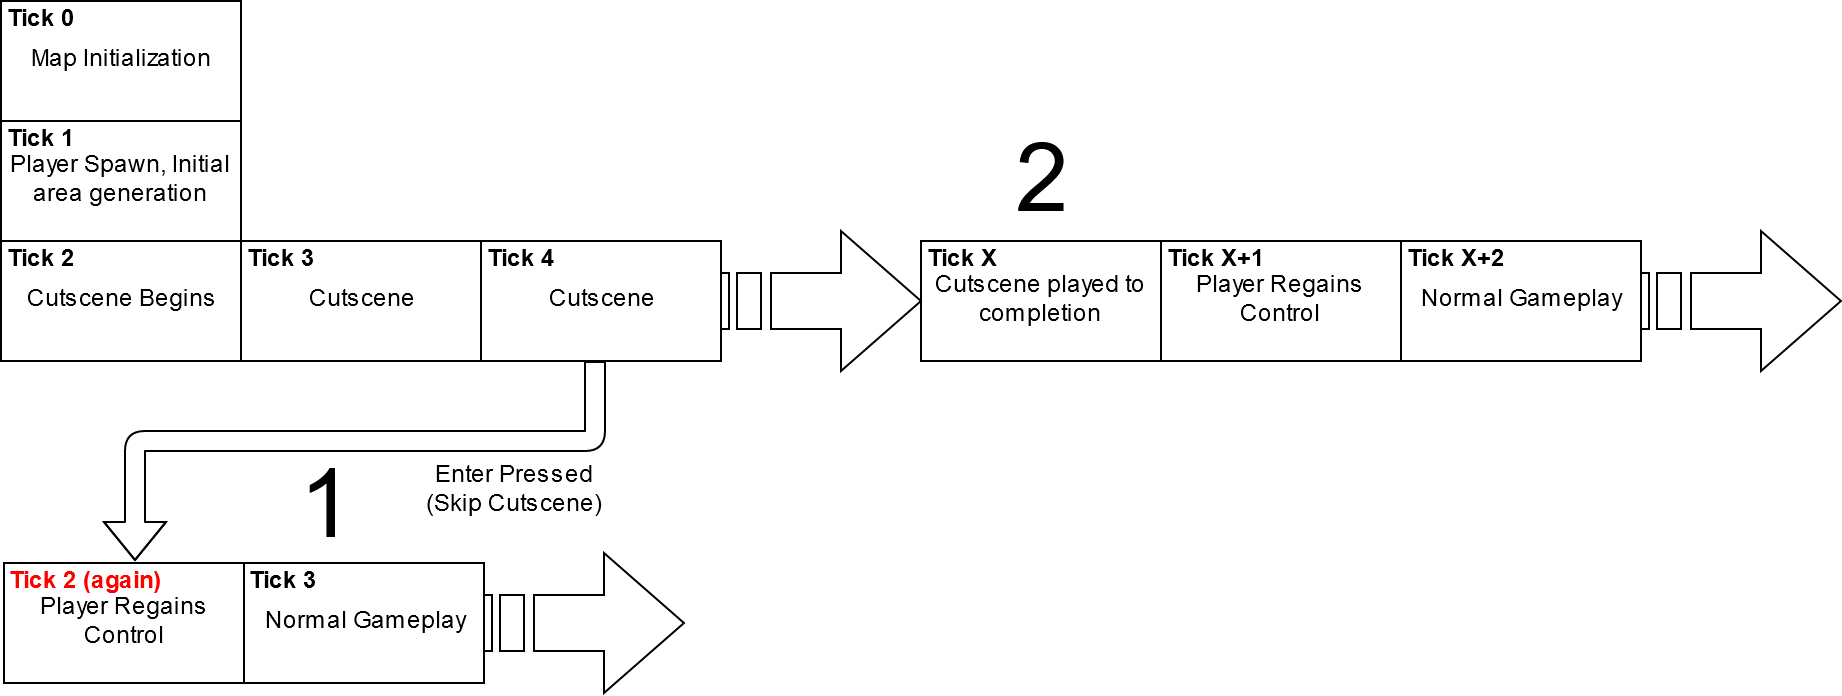 Tick 0
Map Initialization
Tick 1
Player Spawn, Initial
area generation
Tick 2
Cutscene Begins
Tick 3
Cutscene
Tick 4
Cutscene
2
Tick X
Cutscene played to
completion
Tick X+1
Player Regains
Control
Tick X+2
Normal Gameplay
1
Enter Pressed
(Skip Cutscene)
Tick 2 (again)
Player Regains
Control
Tick 3
Normal Gameplay